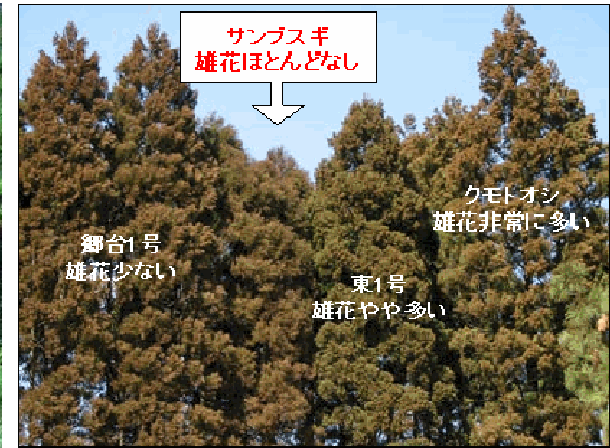 サンブスギ
雄花ほとんどなし
クモトオシ
雄花非常に多い
郷台1号
雄花少ない
東1号
雄花やや多い